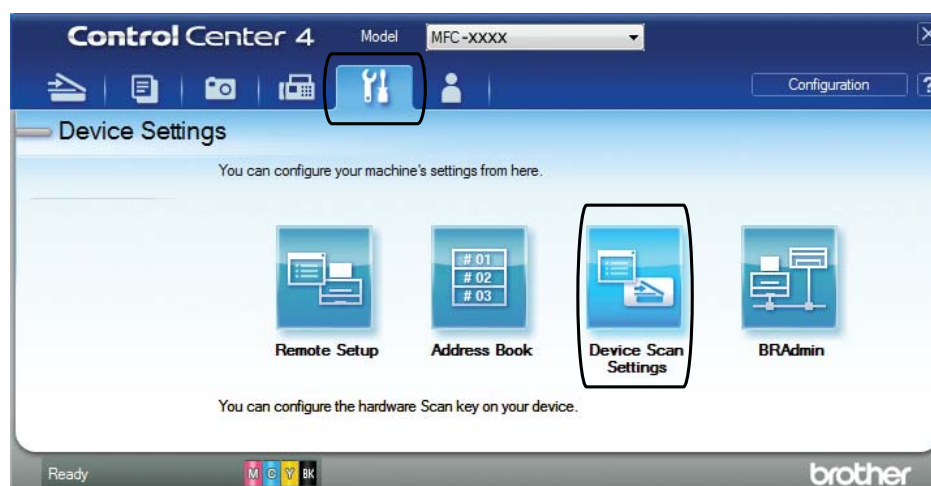 Control Center 4 Model MFC-XXXX
Configuration ?
Device Settings
You can configure your machine's settings from here.
# 01
# 02
# 03
Remote Setup Address Book Device Scan Settings BRAdmin
You can configure the hardware Scan key on your device.
Ready M C Y BK brother